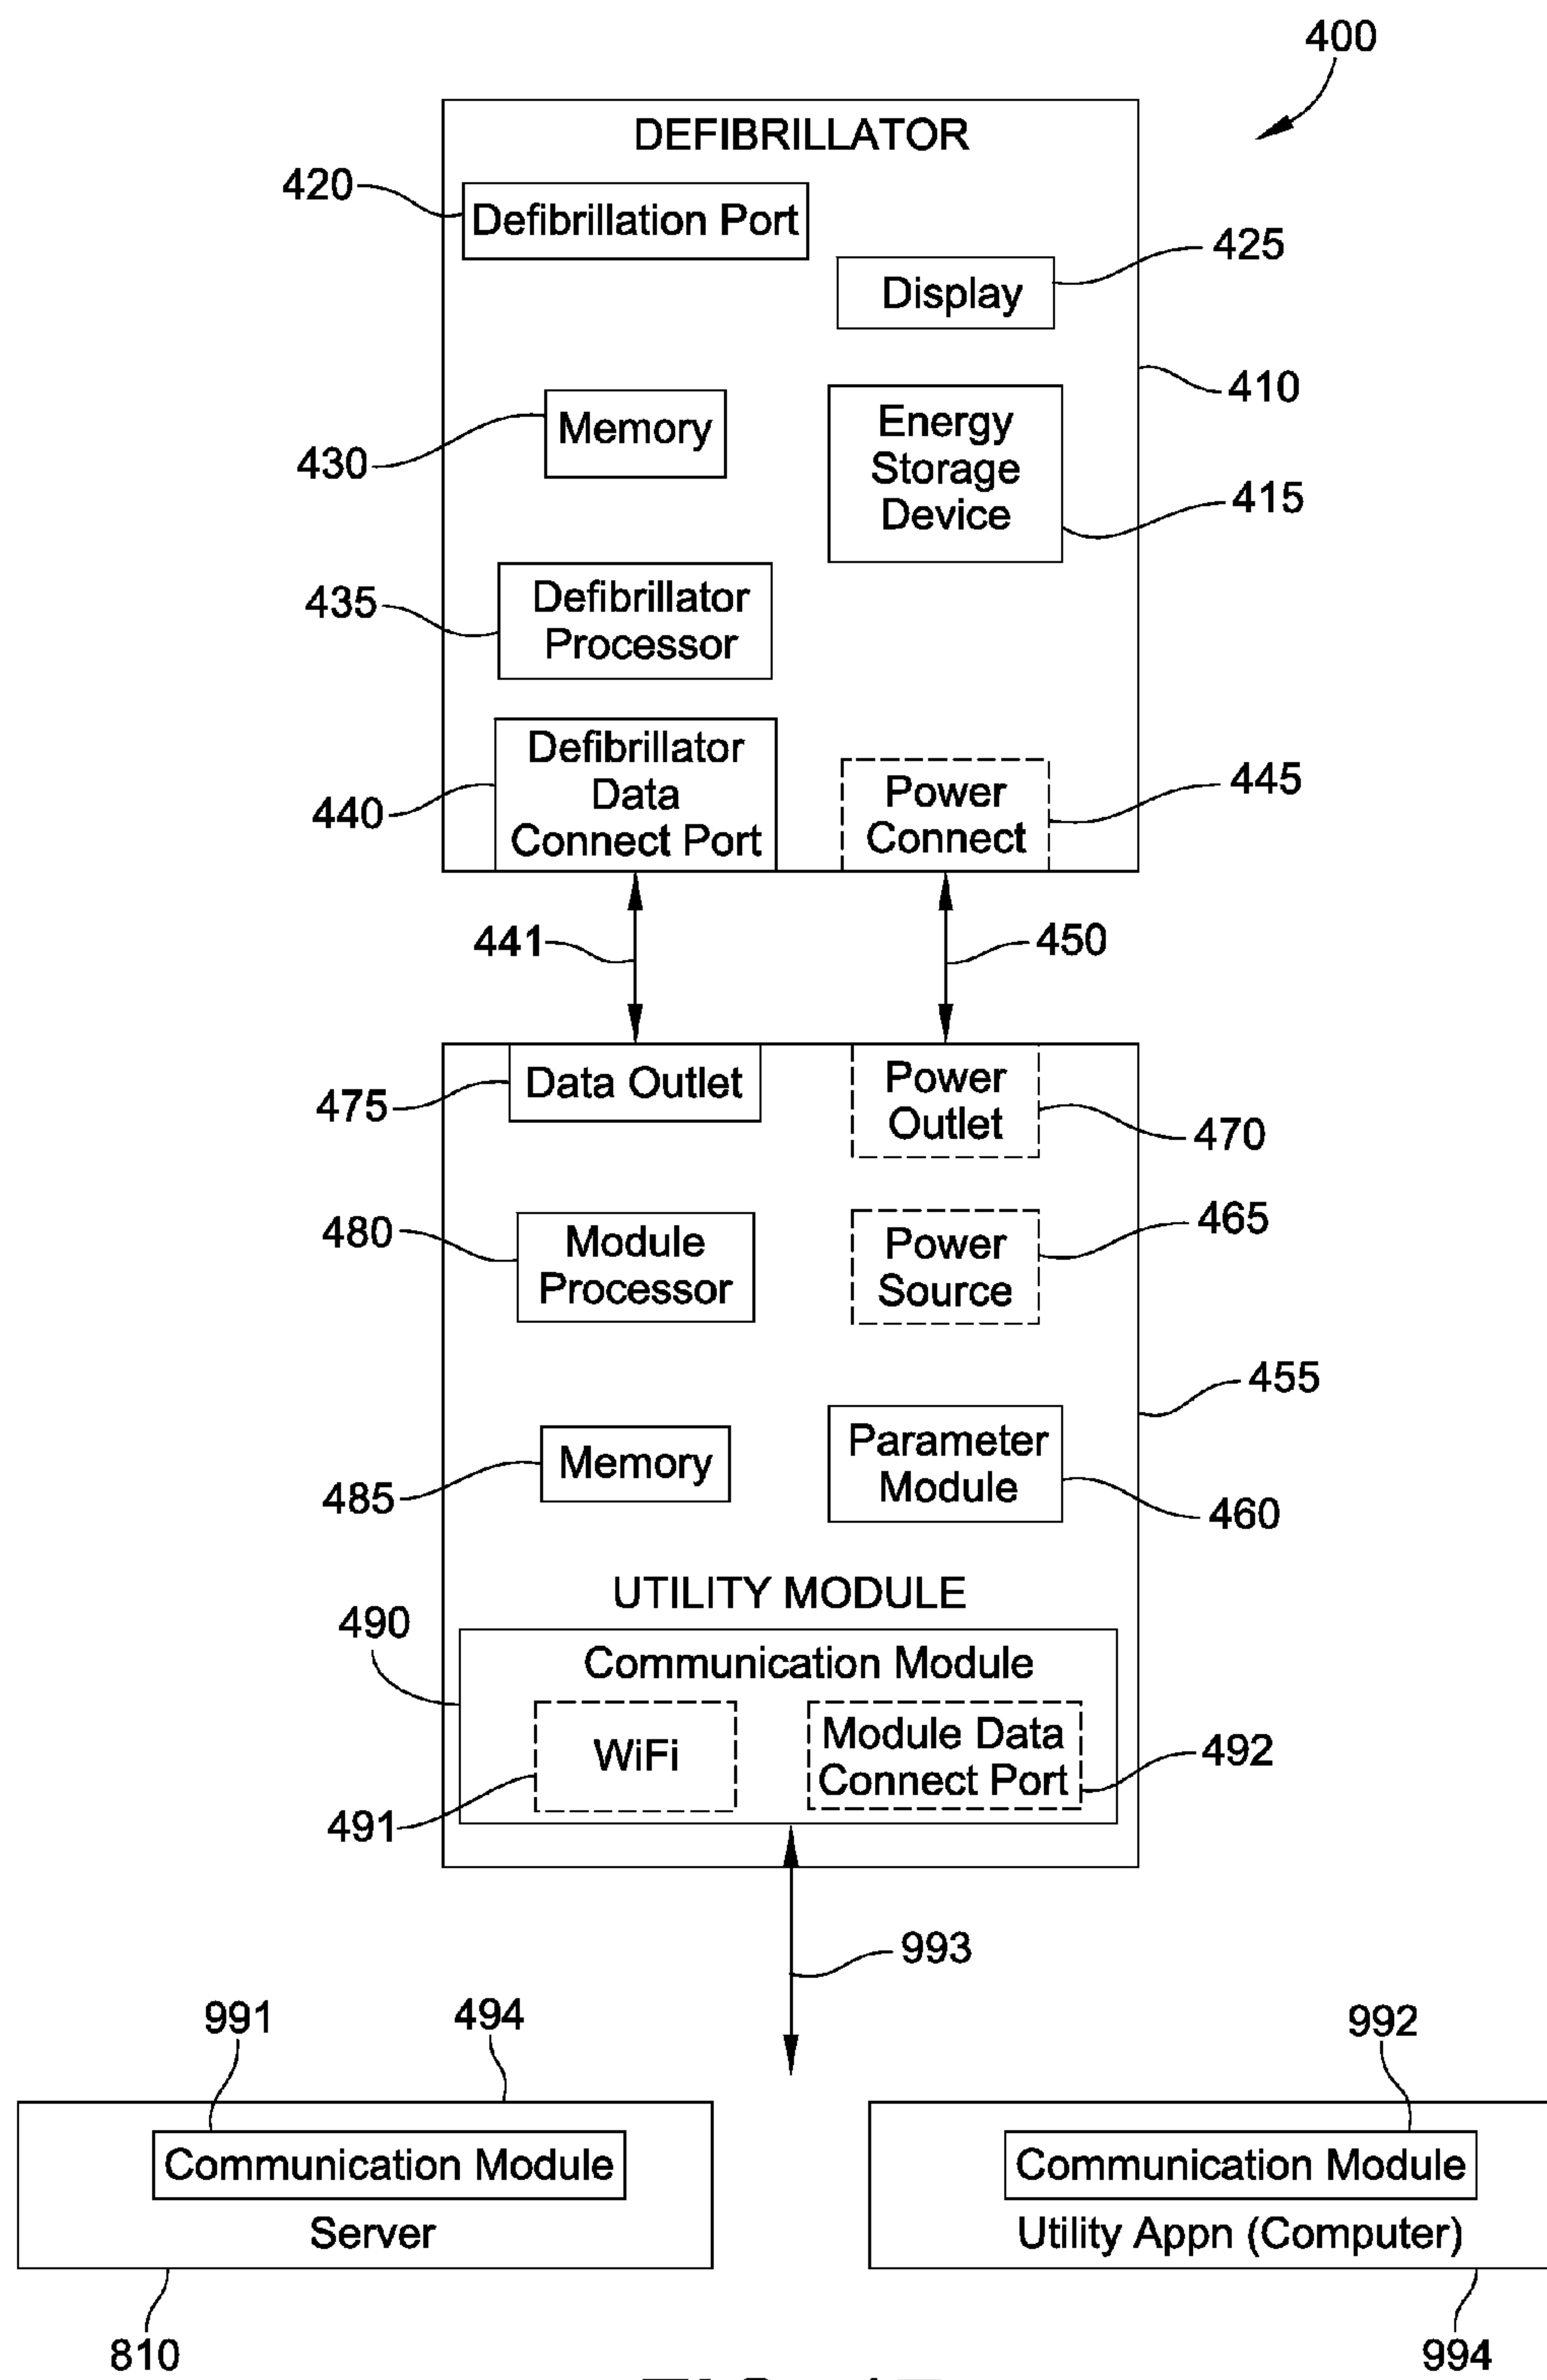 400
DEFIBRILLATOR
420
Defibrillation Port
425
Display
410
430
Memory
Energy
Storage
Device
415
435
Defibrillator
Processor
440
Defibrillator
Data
Connect Port
Power
Connect
445
441
450
475
Data Outlet
Power
Outlet
470
480
Module
Processor
Power
Source
465
455
485
Memory
Parameter
Module
460
UTILITY MODULE
490
Communication Module
WiFi
491
Module Data
Connect Port
492
993
991
494
992
Communication Module
Server
810
Communication Module
Utility Appn (Computer)
994